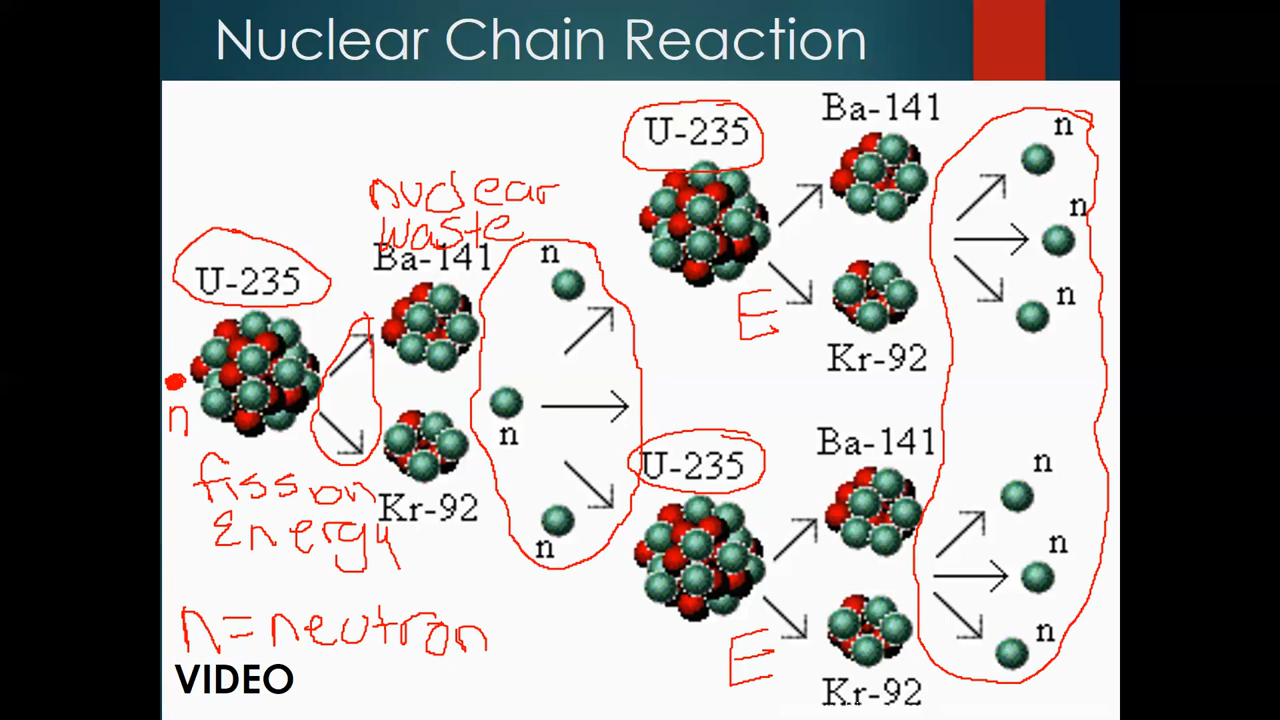 Nuclear Chain Reaction
U-235
n
fission
Energy
n=neutron
VIDEO
nuclear
waste
Ba-141
Kr-92
n
n
n
U-235
E
Ba-141
Kr-92
n
n
n
U-235
E
Ba-141
Kr-92
n
n
n